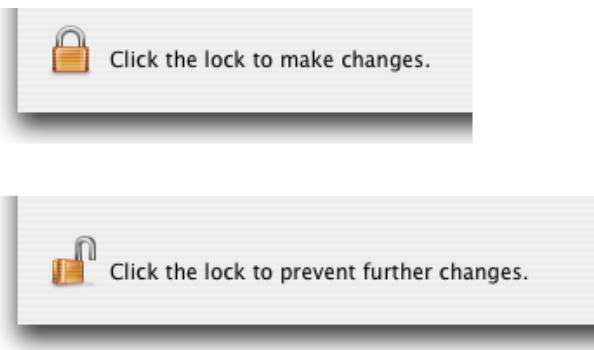 Click the lock to make changes.
Click the lock to prevent further changes.